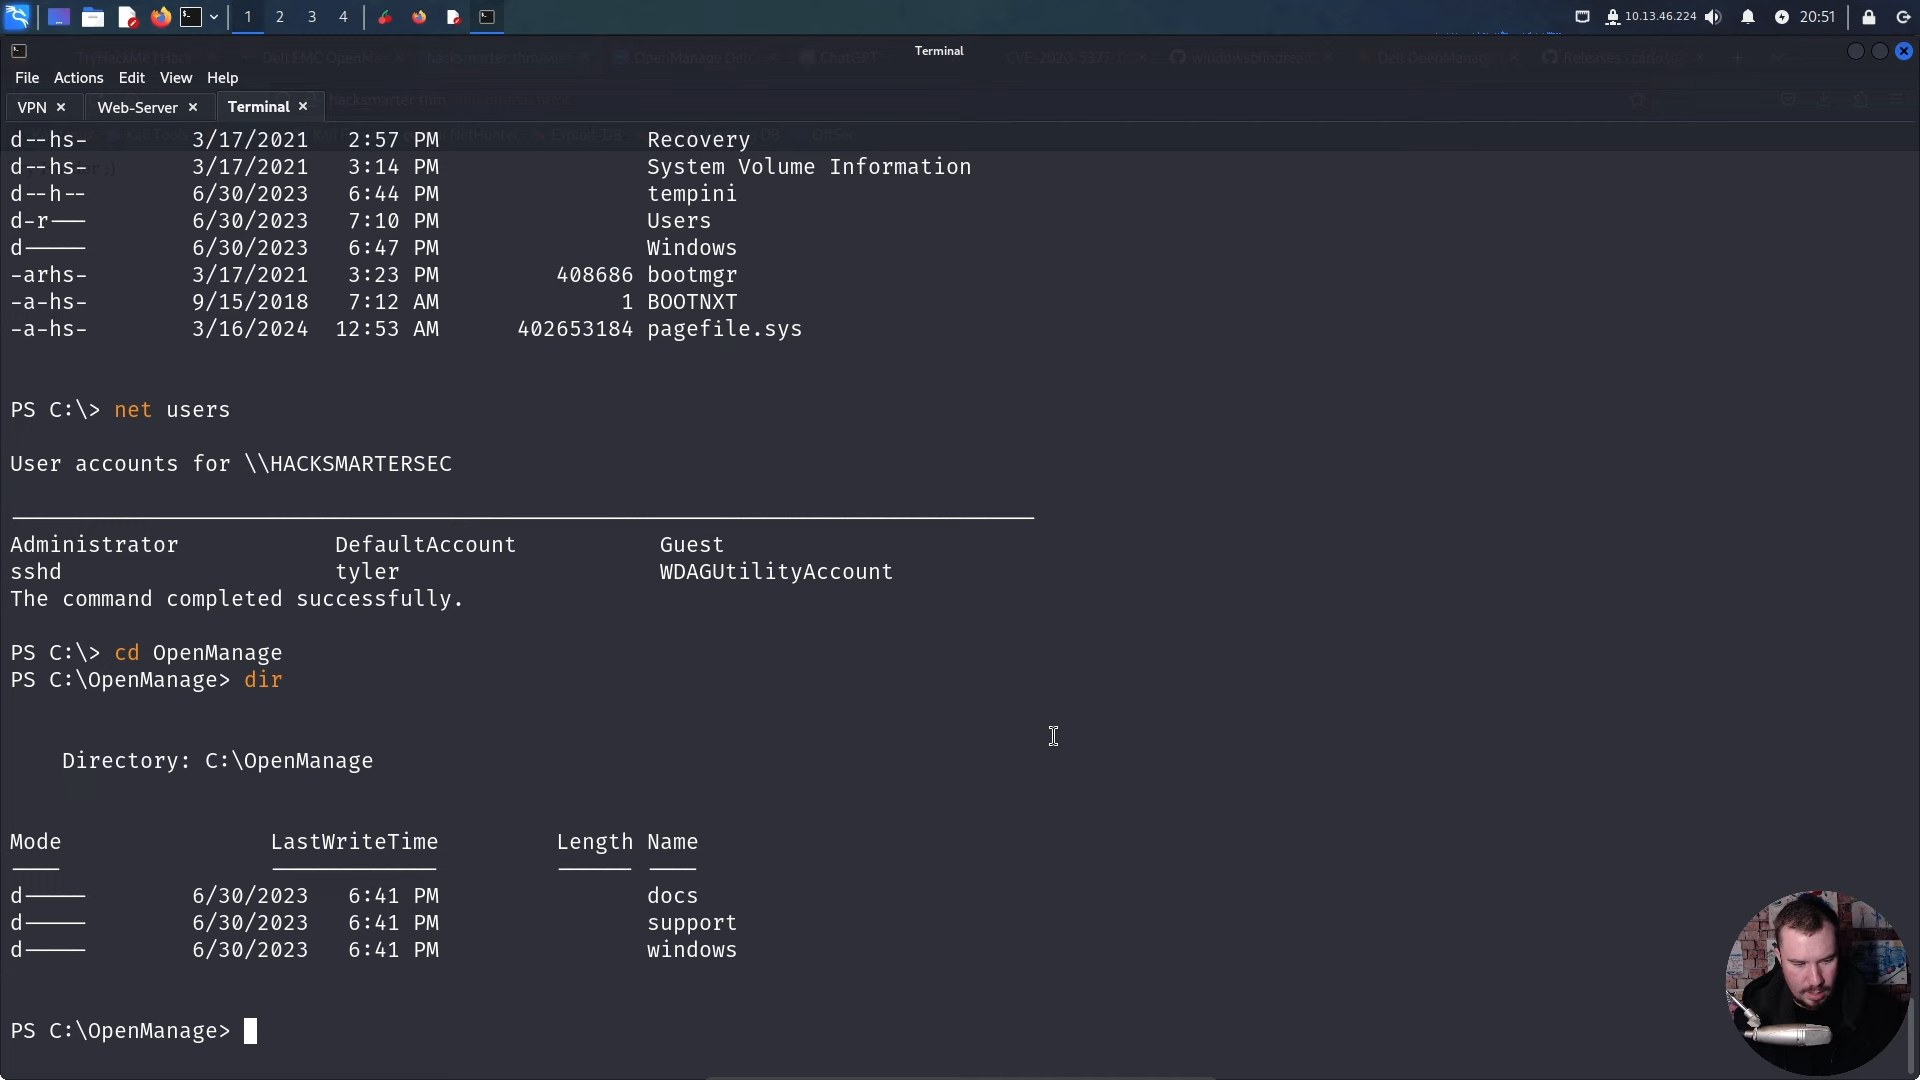 1 2 3 4 10.13.46.224 20:51
Terminal
File Actions Edit View Help
VPN Web-Server Terminal
d--hs- 3/17/2021 2:57 PM Recovery
d--hs- 3/17/2021 3:14 PM System Volume Information
d--h-- 6/30/2023 6:44 PM tempini
d-r--- 6/30/2023 7:10 PM Users
d----- 6/30/2023 6:47 PM Windows
-arhs- 3/17/2021 3:23 PM 408686 bootmgr
-a-hs- 9/15/2018 7:12 AM 1 BOOTNXT
-a-hs- 3/16/2024 12:53 AM 402653184 pagefile.sys
PS C:\> net users
User accounts for \\HACKSMARTERSEC
Administrator DefaultAccount Guest
sshd tyler WDAGUtilityAccount
The command completed successfully.
PS C:\> cd OpenManage
PS C:\OpenManage> dir
Directory: C:\OpenManage
Mode LastWriteTime Length Name
---- ------------- ------ ----
d----- 6/30/2023 6:41 PM docs
d----- 6/30/2023 6:41 PM support
d----- 6/30/2023 6:41 PM windows
PS C:\OpenManage>